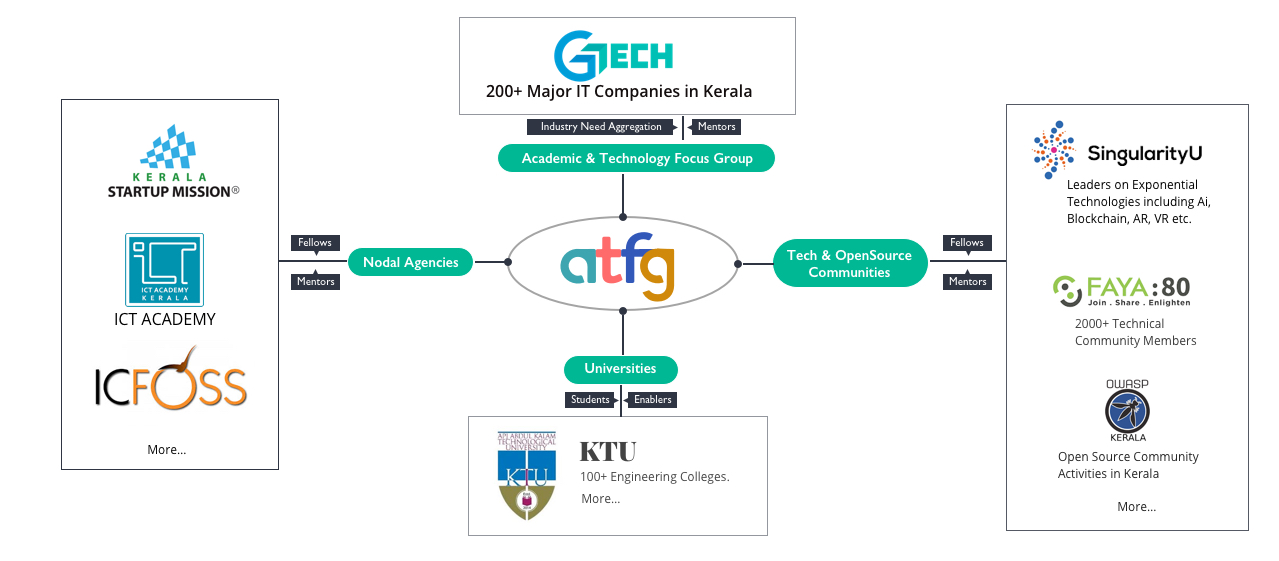 GTECH
200+ Major IT Companies in Kerala
Industry Need Aggregation
Mentors
Academic & Technology Focus Group
KERALA
STARTUP MISSION®
ICT
ICT ACADEMY
KERALA
ICT ACADEMY
ICFOSS
More...
Fellows
Mentors
Nodal Agencies
atfg
Tech & OpenSource
Communities
Fellows
Mentors
SingularityU
Leaders on Exponential
Technologies including Ai,
Blockchain, AR, VR etc.
FAYA:80
Join . Share . Enlighten
2000+ Technical
Community Members
OWASP
KERALA
Open Source Community
Activities in Kerala
More...
Universities
Students
Enablers
API ABDUL KALAM
TECHNOLOGICAL
UNIVERSITY
KTU
2014
KTU
100+ Engineering Colleges.
More...